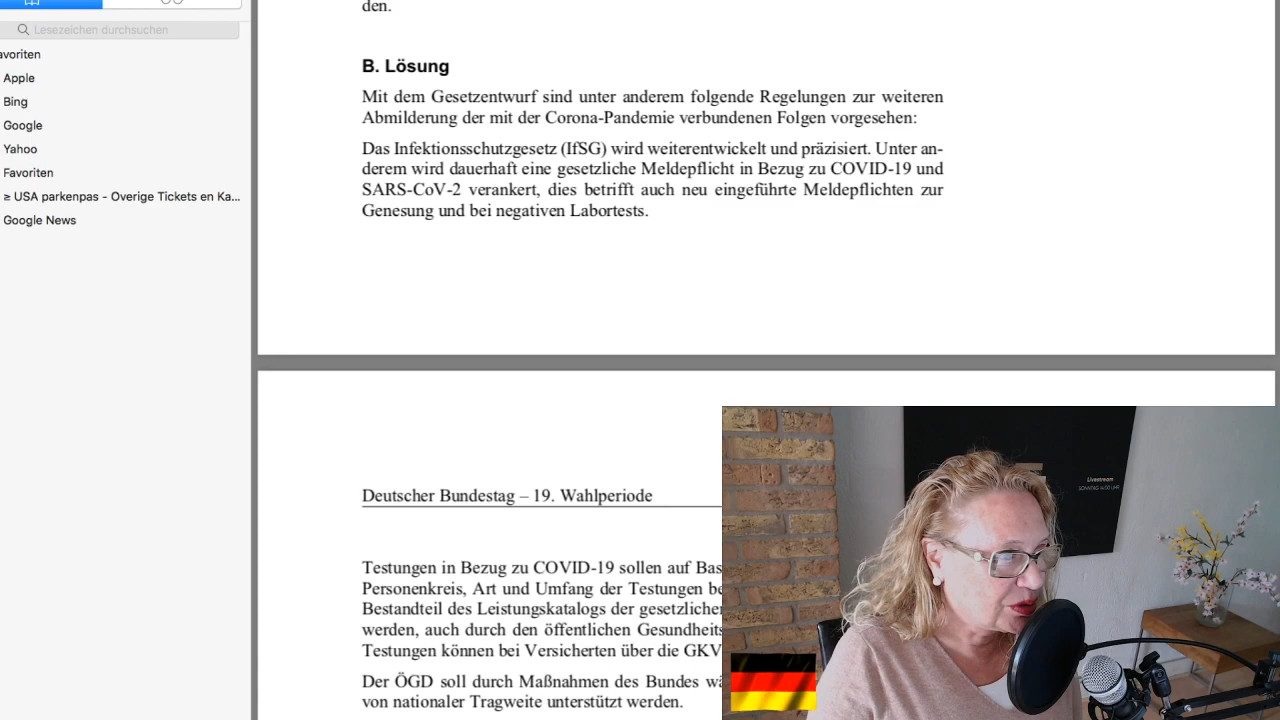 Lesezeichen durchsuchen
avoriten
Apple
Bing
Google
Yahoo
Favoriten
≥ USA parkenpas - Overige Tickets en Ka...
Google News
den.
B. Lösung
Mit dem Gesetzentwurf sind unter anderem folgende Regelungen zur weiteren
Abmilderung der mit der Corona-Pandemie verbundenen Folgen vorgesehen:
Das Infektionsschutzgesetz (IfSG) wird weiterentwickelt und präzisiert. Unter an-
derem wird dauerhaft eine gesetzliche Meldepflicht in Bezug zu COVID-19 und
SARS-CoV-2 verankert, dies betrifft auch neu eingeführte Meldepflichten zur
Genesung und bei negativen Labortests.
Deutscher Bundestag – 19. Wahlperiode
Testungen in Bezug zu COVID-19 sollen auf Bas
Personenkreis, Art und Umfang der Testungen be
Bestandteil des Leistungskatalogs der gesetzlicher
werden, auch durch den öffentlichen Gesundheits
Testungen können bei Versicherten über die GKV
Der ÖGD soll durch Maßnahmen des Bundes wä
von nationaler Tragweite unterstützt werden.
Livestream
SONNTAG 14:00 UHR